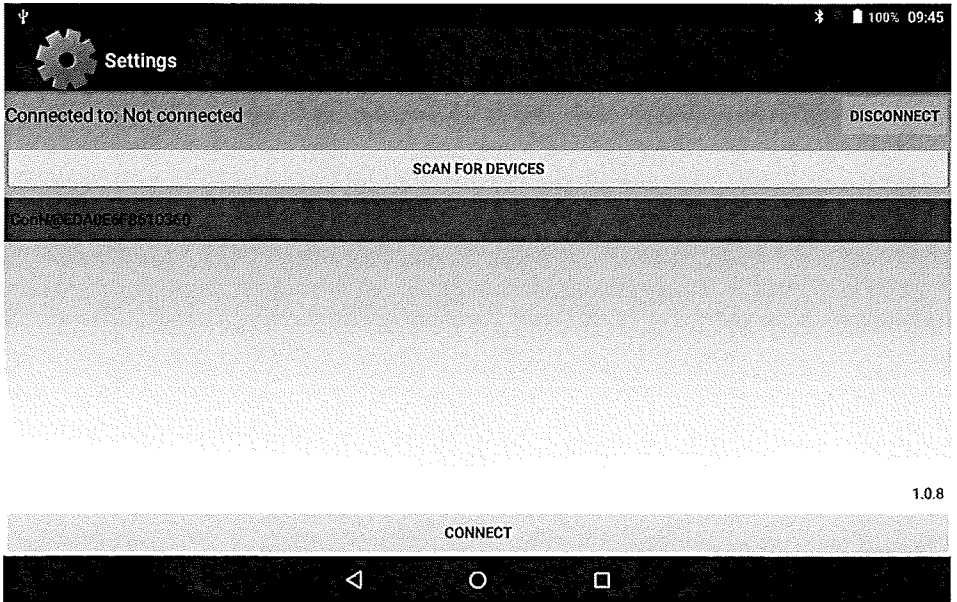 100% 09:45
Settings
Connected to: Not connected
DISCONNECT
SCAN FOR DEVICES
1.0.8
CONNECT